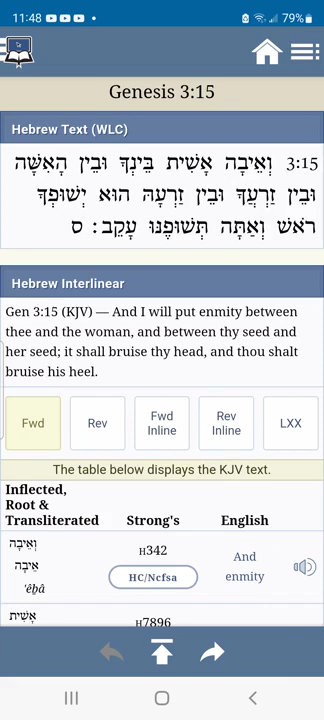 11:48
79%
Genesis 3:15
Hebrew Text (WLC)
3:15 וְאֵיבָה אָשִׁית בֵּינְךָ וּבֵין הָאִשָּׁה
וּבֵין זַרְעֲךָ וּבֵין זַרְעָהּ הוּא יְשׁוּפְךָ
רֹאשׁ וְאַתָּה תְּשׁוּפֶנּוּ עָקֵב׃ ס
Hebrew Interlinear
Gen 3:15 (KJV) — And I will put enmity between
thee and the woman, and between thy seed and
her seed; it shall bruise thy head, and thou shalt
bruise his heel.
Fwd
Rev
Fwd
Inline
Rev
Inline
LXX
The table below displays the KJV text.
Inflected,
Root &
Transliterated
Strong's
English
וְאֵיבָה
אֵיבָה
'êḇâ
H342
HC/Ncfsa
And
enmity
אָשִׁית
H7896